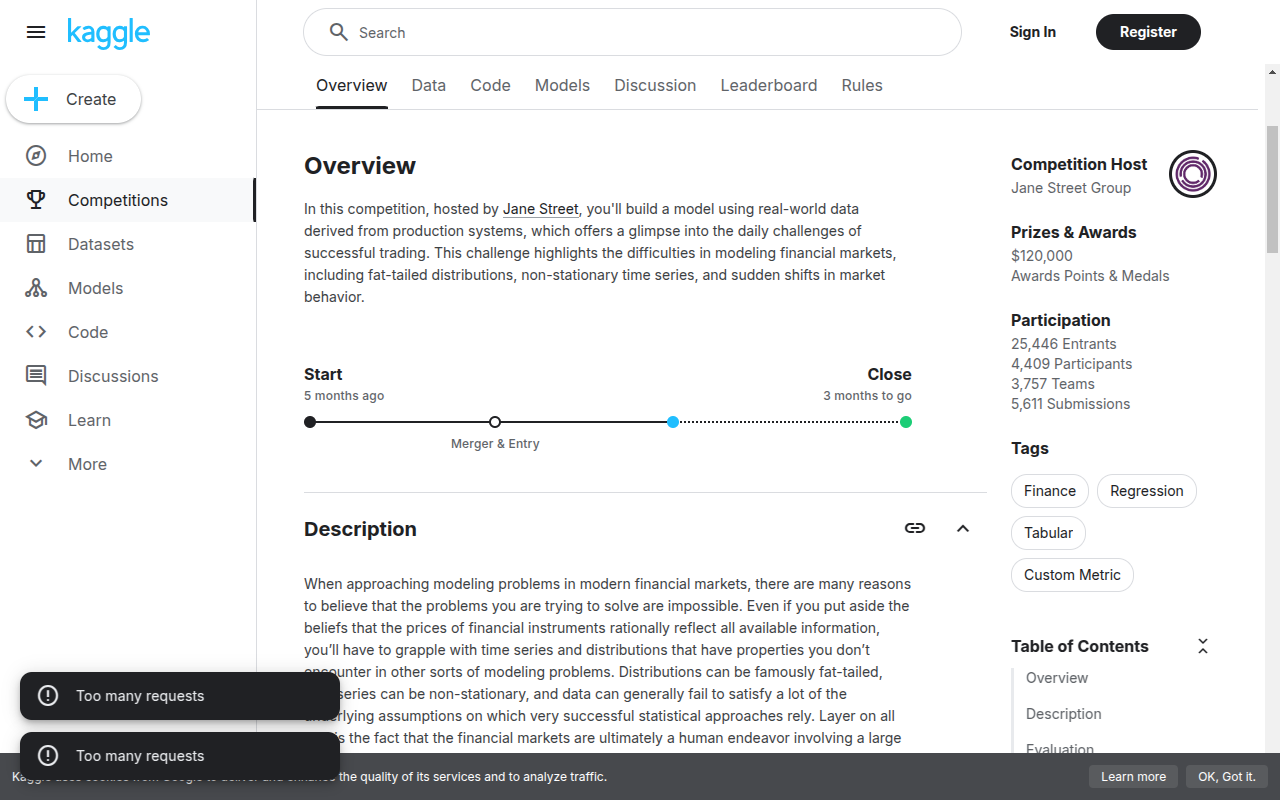 kaggle
Search
Sign In
Register
Create
Home
Competitions
Datasets
Models
Code
Discussions
Learn
More
Overview
Data
Code
Models
Discussion
Leaderboard
Rules
Overview
In this competition, hosted by Jane Street, you'll build a model using real-world data
derived from production systems, which offers a glimpse into the daily challenges of
successful trading. This challenge highlights the difficulties in modeling financial markets,
including fat-tailed distributions, non-stationary time series, and sudden shifts in market
behavior.
Start
5 months ago
Close
3 months to go
Merger & Entry
Description
When approaching modeling problems in modern financial markets, there are many reasons
to believe that the problems you are trying to solve are impossible. Even if you put aside the
beliefs that the prices of financial instruments rationally reflect all available information,
you’ll have to grapple with time series and distributions that have properties you don’t
encounter in other sorts of modeling problems. Distributions can be famously fat-tailed,
series can be non-stationary, and data can generally fail to satisfy a lot of the
underlying assumptions on which very successful statistical approaches rely. Layer on all
is the fact that the financial markets are ultimately a human endeavor involving a large
Competition Host
Jane Street Group
Prizes & Awards
$120,000
Awards Points & Medals
Participation
25,446 Entrants
4,409 Participants
3,757 Teams
5,611 Submissions
Tags
Finance
Regression
Tabular
Custom Metric
Table of Contents
Overview
Description
Evaluation
Too many requests
Too many requests
the quality of its services and to analyze traffic.
Learn more
OK, Got it.